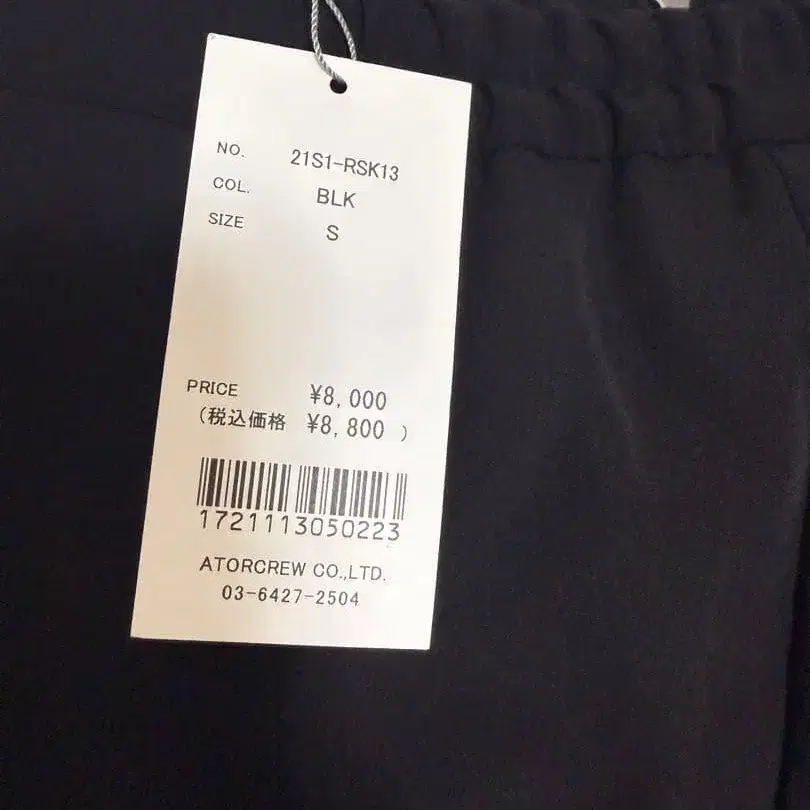 NO. 21S1-RSK13
COL. BLK
SIZE S
PRICE ¥8,000
(税込価格 ¥8,800 )
1721113050223
ATORCREW CO.,LTD.
03-6427-2504